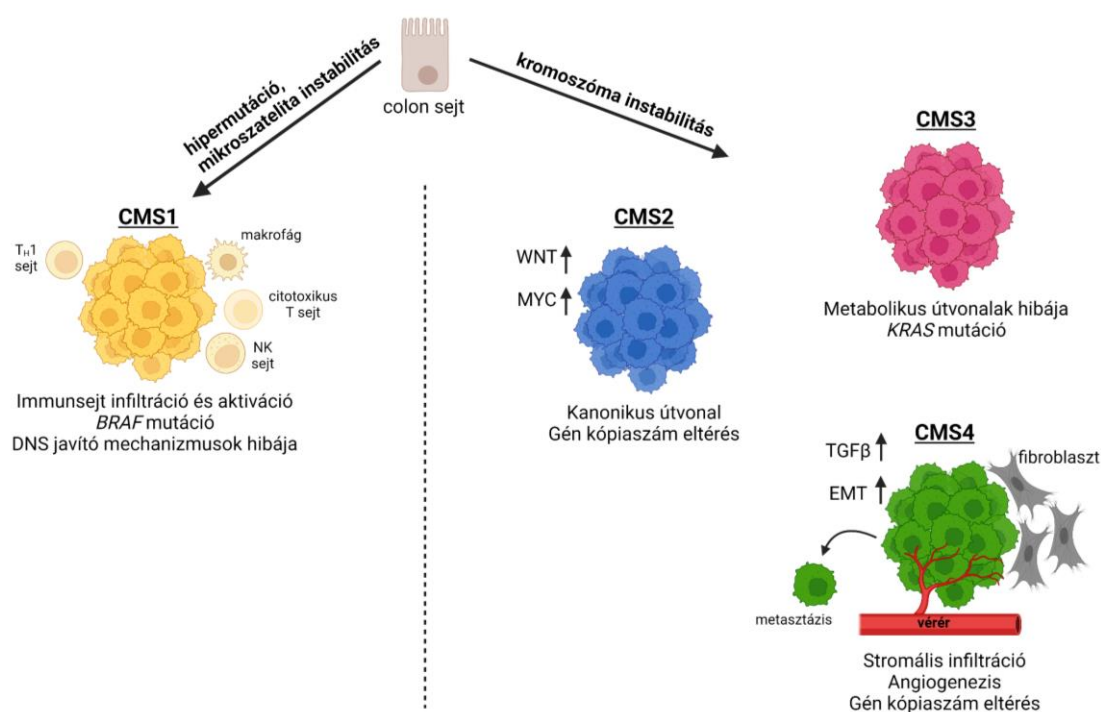 colon sejt
hipermutáció,
mikroszatelita instabilitás
kromoszóma instabilitás
CMS1
T_H1
sejt
makrofág
citotoxikus
T sejt
NK
sejt
Immunsejt infiltráció és aktiváció
BRAF mutáció
DNS javító mechanizmusok hibája
CMS2
WNT
MYC
Kanonikus útvonal
Gén kópiaszám eltérés
CMS3
Metabolikus útvonalak hibája
KRAS mutáció
CMS4
TGFβ
EMT
fibroblaszt
metasztázis
vérér
Stromális infiltráció
Angiogenezis
Gén kópiaszám eltérés